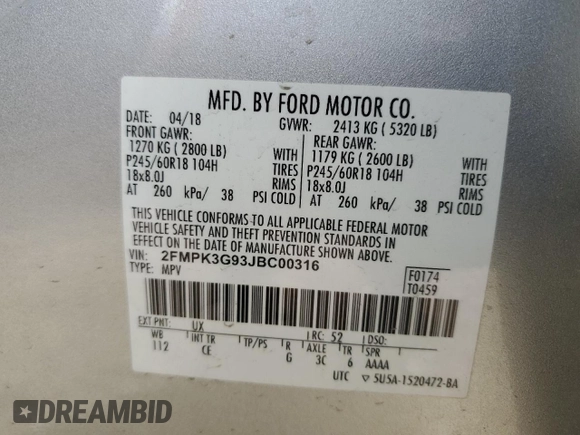 MFD. BY FORD MOTOR CO.
DATE: 04/18 GVWR: 2413 KG ( 5320 LB)
FRONT GAWR: REAR GAWR:
1270 KG ( 2800 LB) WITH 1179 KG ( 2600 LB) WITH
P245/60R18 104H TIRES P245/60R18 104H TIRES
18x8.0J RIMS 18x8.0J RIMS
AT 260 kPa/ 38 PSI COLD AT 260 kPa/ 38 PSI COLD
THIS VEHICLE CONFORMS TO ALL APPLICABLE FEDERAL MOTOR
VEHICLE SAFETY AND THEFT PREVENTION STANDARDS IN
EFFECT ON THE DATE OF MANUFACTURE SHOWN ABOVE.
VIN: 2FMPK3G93JBC00316 F0174
TYPE: MPV T0459
EXT PNT: UX RC: 52 DSO:
WB INT TR TP/PS R AXLE TR SPR
112 CE G 3C 6 AAAA
UTC ▽ 5U5A-1520472-BA
DREAMBID